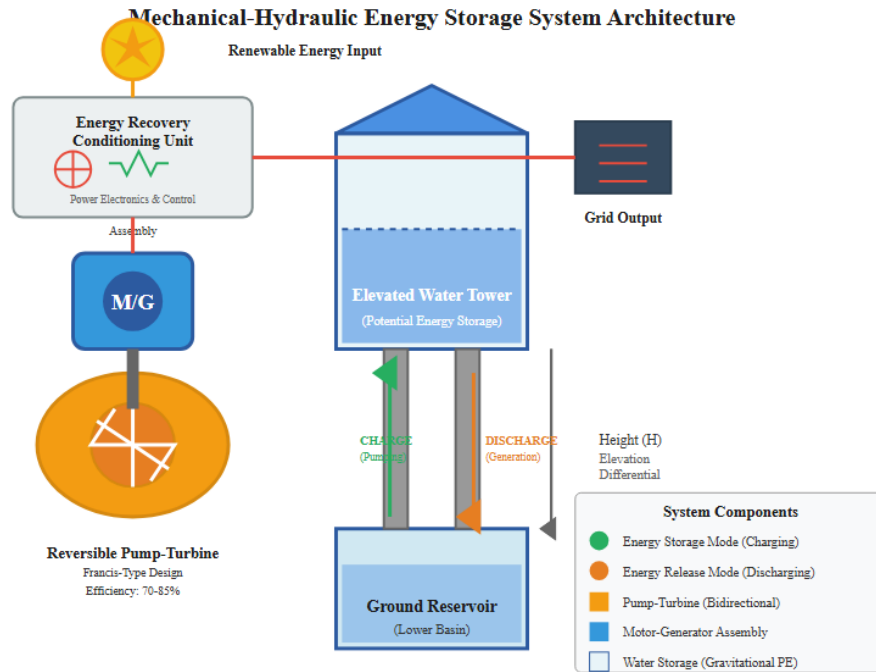 Mechanical-Hydraulic Energy Storage System Architecture
Renewable Energy Input
Energy Recovery
Conditioning Unit
Power Electronics & Control
Assembly
M/G
Reversible Pump-Turbine
Francis-Type Design
Efficiency: 70-85%
Elevated Water Tower
(Potential Energy Storage)
CHARGE
(Pumping)
DISCHARGE
(Generation)
Ground Reservoir
(Lower Basin)
Grid Output
Height (H)
Elevation
Differential
System Components
Energy Storage Mode (Charging)
Energy Release Mode (Discharging)
Pump-Turbine (Bidirectional)
Motor-Generator Assembly
Water Storage (Gravitational PE)